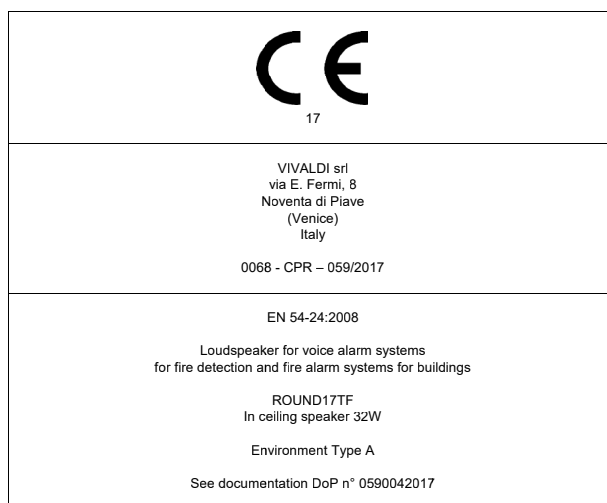 CE
17
VIVALDI srl
via E. Fermi, 8
Noventa di Piave
(Venice)
Italy
0068 - CPR – 059/2017
EN 54-24:2008
Loudspeaker for voice alarm systems
for fire detection and fire alarm systems for buildings
ROUND17TF
In ceiling speaker 32W
Environment Type A
See documentation DoP n° 0590042017